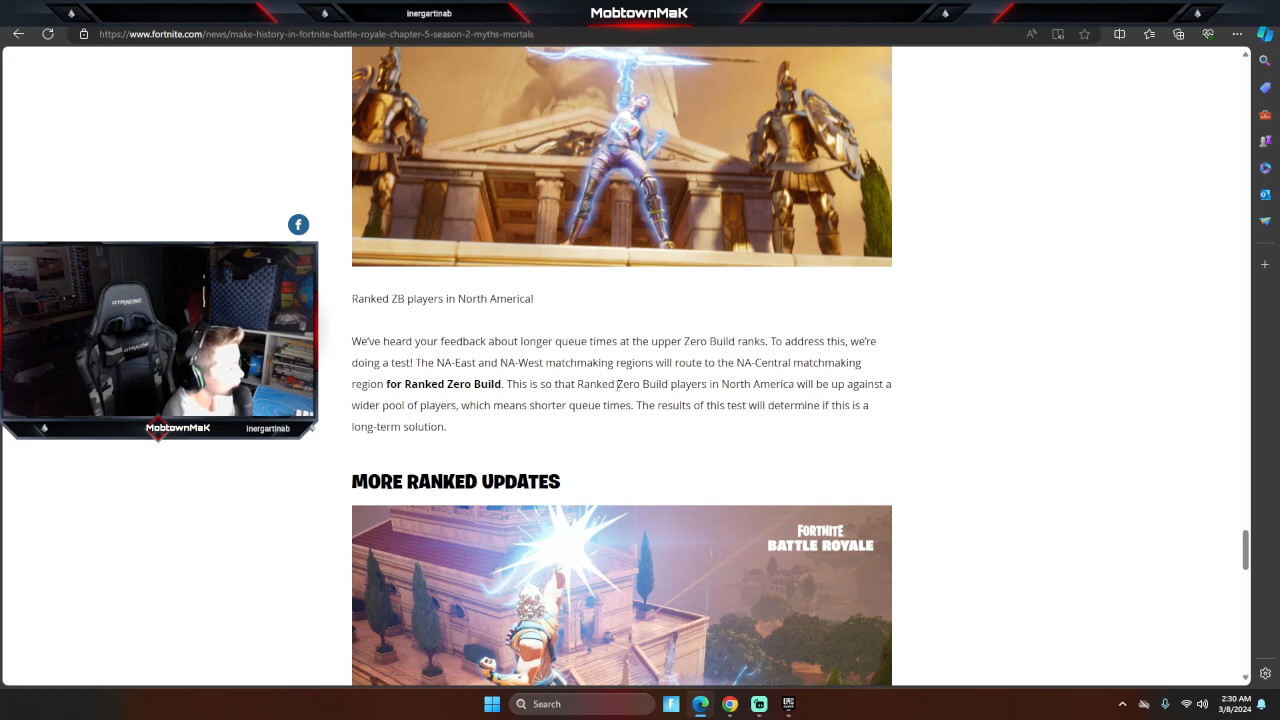 inergartinab
MobtownMaK
https://www.fortnite.com/news/make-history-in-fortnite-battle-royale-chapter-5-season-2-myths-mortals
Ranked ZB players in North America!
We've heard your feedback about longer queue times at the upper Zero Build ranks. To address this, we're
doing a test! The NA-East and NA-West matchmaking regions will route to the NA-Central matchmaking
region for Ranked Zero Build. This is so that Ranked Zero Build players in North America will be up against a
wider pool of players, which means shorter queue times. The results of this test will determine if this is a
long-term solution.
GTRACING
GTRACING
MobtownMaK
inergartinab
MORE RANKED UPDATES
FORTNITE
BATTLE ROYALE
Search
EPIC
GAMES
2:30 AM
3/8/2024